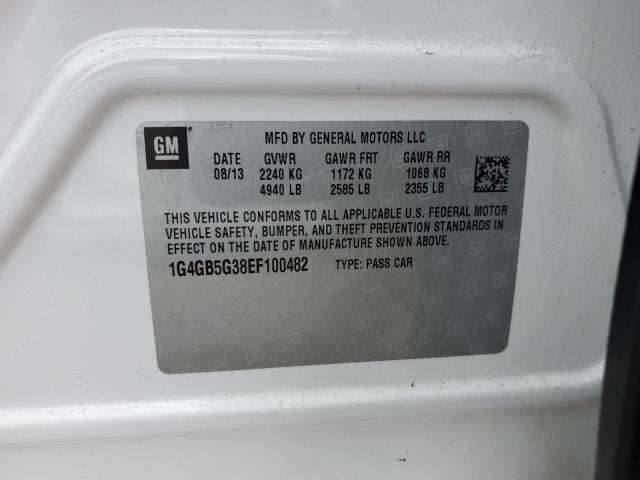 GM
MFD BY GENERAL MOTORS LLC
DATE GVWR GAWR FRT GAWR RR
08/13 2240 KG 1172 KG 1068 KG
4940 LB 2585 LB 2355 LB
THIS VEHICLE CONFORMS TO ALL APPLICABLE U.S. FEDERAL MOTOR
VEHICLE SAFETY, BUMPER, AND THEFT PREVENTION STANDARDS IN
EFFECT ON THE DATE OF MANUFACTURE SHOWN ABOVE.
1G4GB5G38EF100482 TYPE: PASS CAR